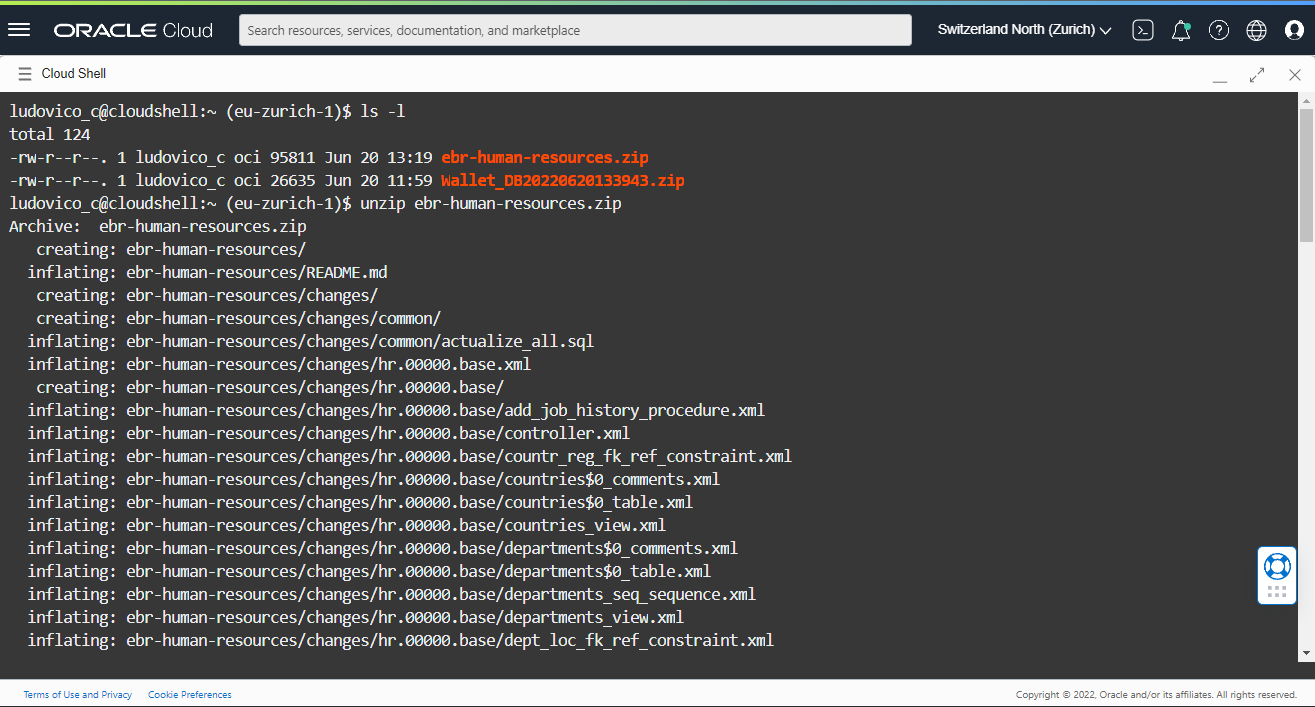 ORACLE Cloud
Search resources, services, documentation, and marketplace
Switzerland North (Zurich)
Cloud Shell
ludovico_c@cloudshell:~ (eu-zurich-1)$ ls -l
total 124
-rw-r--r--. 1 ludovico_c oci 95811 Jun 20 13:19 ebr-human-resources.zip
-rw-r--r--. 1 ludovico_c oci 26635 Jun 20 11:59 Wallet_DB20220620133943.zip
ludovico_c@cloudshell:~ (eu-zurich-1)$ unzip ebr-human-resources.zip
Archive:  ebr-human-resources.zip
   creating: ebr-human-resources/
  inflating: ebr-human-resources/README.md
   creating: ebr-human-resources/changes/
   creating: ebr-human-resources/changes/common/
  inflating: ebr-human-resources/changes/common/actualize_all.sql
  inflating: ebr-human-resources/changes/hr.00000.base.xml
   creating: ebr-human-resources/changes/hr.00000.base/
  inflating: ebr-human-resources/changes/hr.00000.base/add_job_history_procedure.xml
  inflating: ebr-human-resources/changes/hr.00000.base/controller.xml
  inflating: ebr-human-resources/changes/hr.00000.base/countr_reg_fk_ref_constraint.xml
  inflating: ebr-human-resources/changes/hr.00000.base/countries$0_comments.xml
  inflating: ebr-human-resources/changes/hr.00000.base/countries$0_table.xml
  inflating: ebr-human-resources/changes/hr.00000.base/countries_view.xml
  inflating: ebr-human-resources/changes/hr.00000.base/departments$0_comments.xml
  inflating: ebr-human-resources/changes/hr.00000.base/departments$0_table.xml
  inflating: ebr-human-resources/changes/hr.00000.base/departments_seq_sequence.xml
  inflating: ebr-human-resources/changes/hr.00000.base/departments_view.xml
  inflating: ebr-human-resources/changes/hr.00000.base/dept_loc_fk_ref_constraint.xml
Terms of Use and Privacy
Cookie Preferences
Copyright © 2022, Oracle and/or its affiliates. All rights reserved.